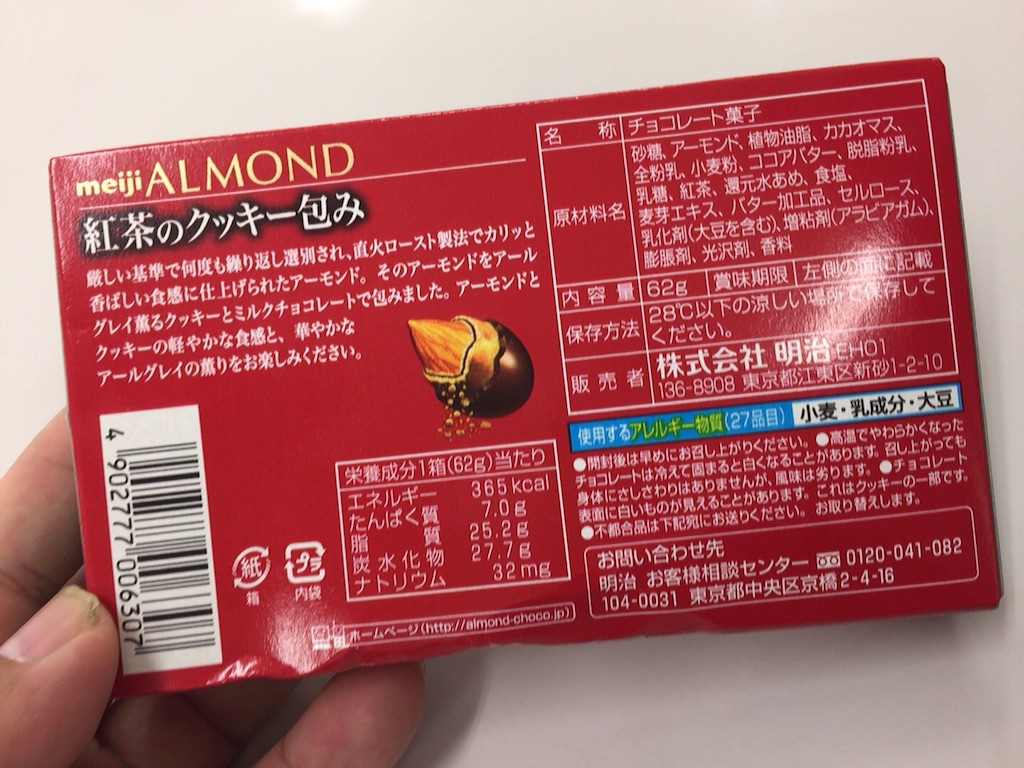 meiji ALMOND
紅茶のクッキー包み
厳しい基準で何度も繰り返し選別され、直火ロースト製法でカリッと
香ばしい食感に仕上げられたアーモンド。そのアーモンドをアール
グレイ薫るクッキーとミルクチョコレートで包みました。アーモンドと
クッキーの軽やかな食感と、華やかな
アールグレイの薫りをお楽しみください。
4 902777 006307
紙
箱
プラ
内袋
栄養成分1箱(62g)当たり
エネルギー 365kcal
たんぱく質 7.0g
脂質 25.2g
炭水化物 27.7g
ナトリウム 32mg
ホームページ(http://almond-choco.jp/)
名称 チョコレート菓子
原材料名
砂糖、アーモンド、植物油脂、カカオマス、
全粉乳、小麦粉、ココアバター、脱脂粉乳、
乳糖、紅茶、還元水あめ、食塩、
麦芽エキス、バター加工品、セルロース、
乳化剤(大豆を含む)、増粘剤(アラビアガム)、
膨脹剤、光沢剤、香料
内容量 62g 賞味期限 左側の面に記載
保存方法 28℃以下の涼しい場所で保存して
ください。
販売者 株式会社 明治 EH01
136-8908 東京都江東区新砂1-2-10
使用するアレルギー物質(27品目) 小麦・乳成分・大豆
●開封後は早めにお召し上がりください。●高温でやわらかくなった
チョコレートは冷えて固まると白くなることがあります。召し上がっても
身体にさしさわりはありませんが、風味は劣ります。●チョコレート
表面に白いものが見えることがあります。これはクッキーの一部です。
●不都合品は下記宛にお送りください。お取り替えします。
お問い合わせ先
明治 お客様相談センター 0120-041-082
104-0031 東京都中央区京橋2-4-16